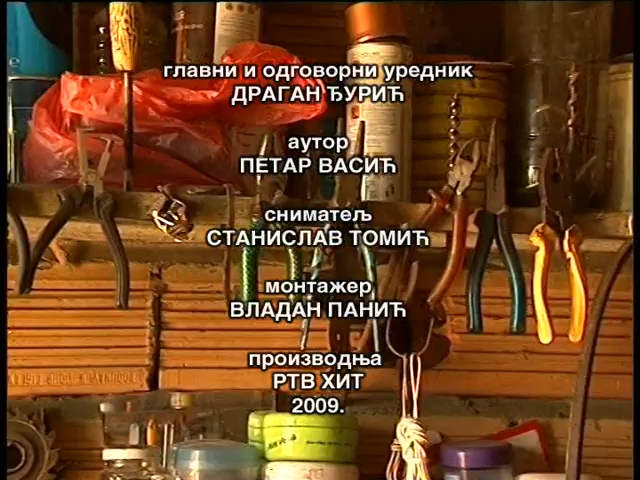 главни и одговорни уредник
ДРАГАН ЂУРИЋ
аутор
ПЕТАР ВАСИЋ
сниматељ
СТАНИСЛАВ ТОМИЋ
монтажер
ВЛАДАН ПАНИЋ
производња
РТВ ХИТ
2009.